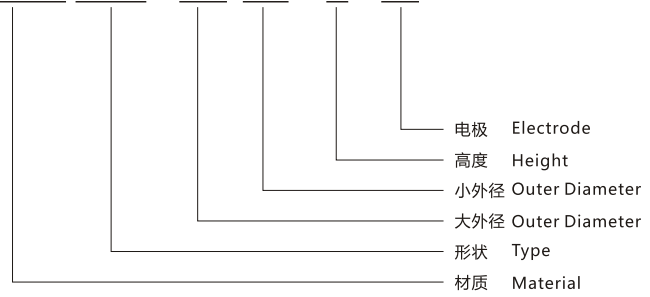 电极 Electrode
高度 Height
小外径 Outer Diameter
大外径 Outer Diameter
形状 Type
材质 Material